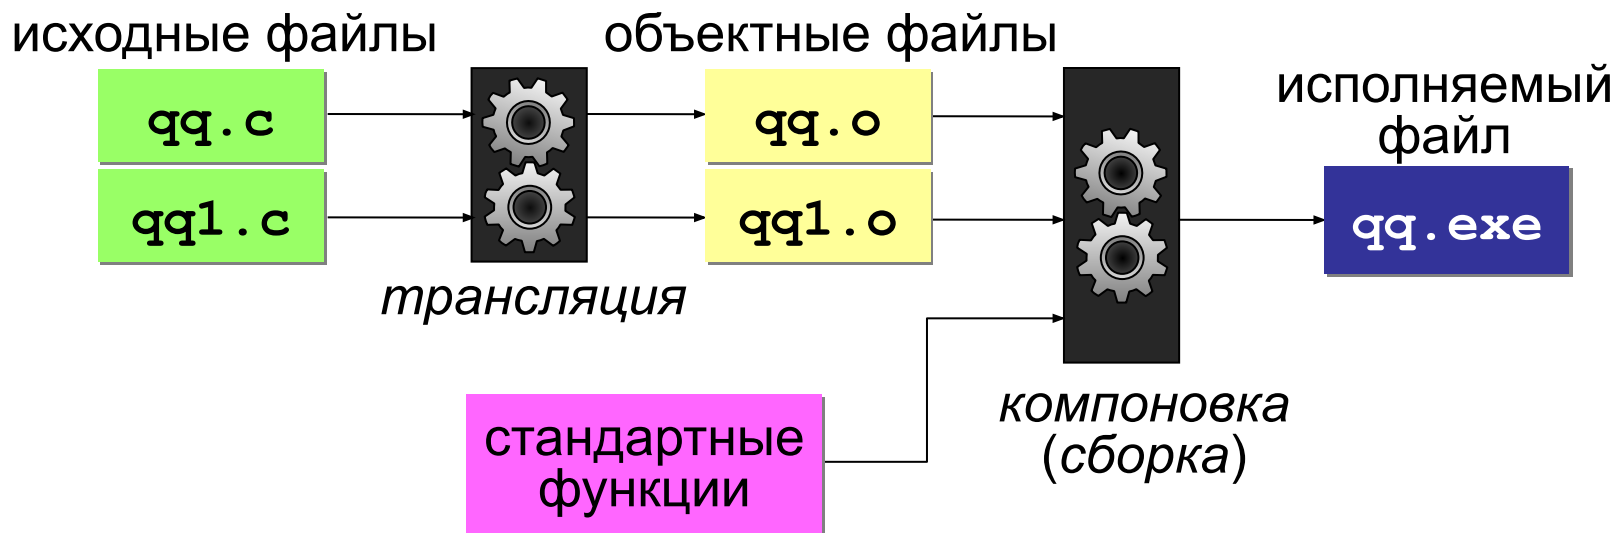 исходные файлы
объектные файлы
исполняемый
файл
qq.c
qq.o
qq1.c
qq1.o
qq.exe
трансляция
компоновка
(сборка)
стандартные
функции